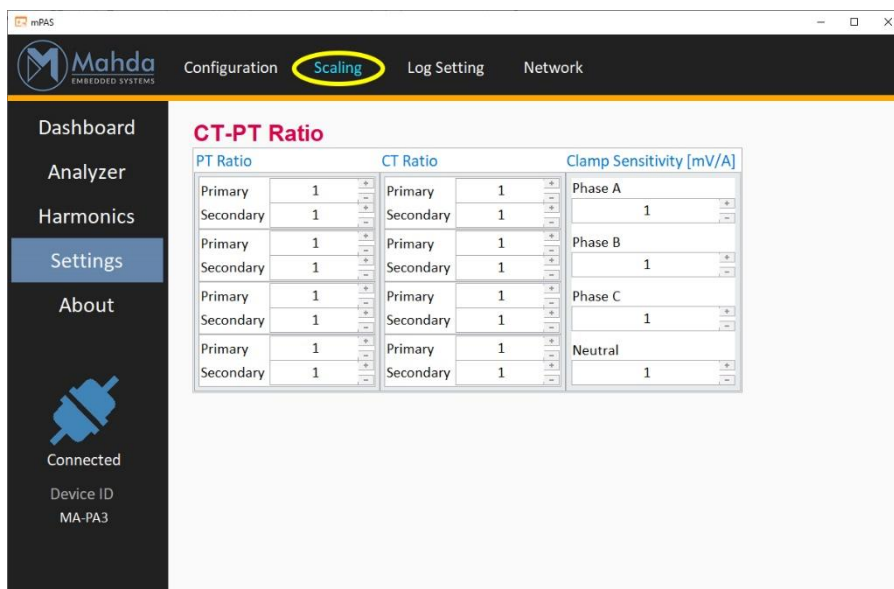 mPAS
Mahda
EMBEDDED SYSTEMS
Configuration Scaling Log Setting Network
Dashboard
Analyzer
Harmonics
Settings
About
Connected
Device ID
MA-PA3
CT-PT Ratio
PT Ratio CT Ratio Clamp Sensitivity [mV/A]
Primary 1 + - Primary 1 + - Phase A
Secondary 1 + - Secondary 1 + - 1 + -
Primary 1 + - Primary 1 + - Phase B
Secondary 1 + - Secondary 1 + - 1 + -
Primary 1 + - Primary 1 + - Phase C
Secondary 1 + - Secondary 1 + - 1 + -
Primary 1 + - Primary 1 + - Neutral
Secondary 1 + - Secondary 1 + - 1 + -